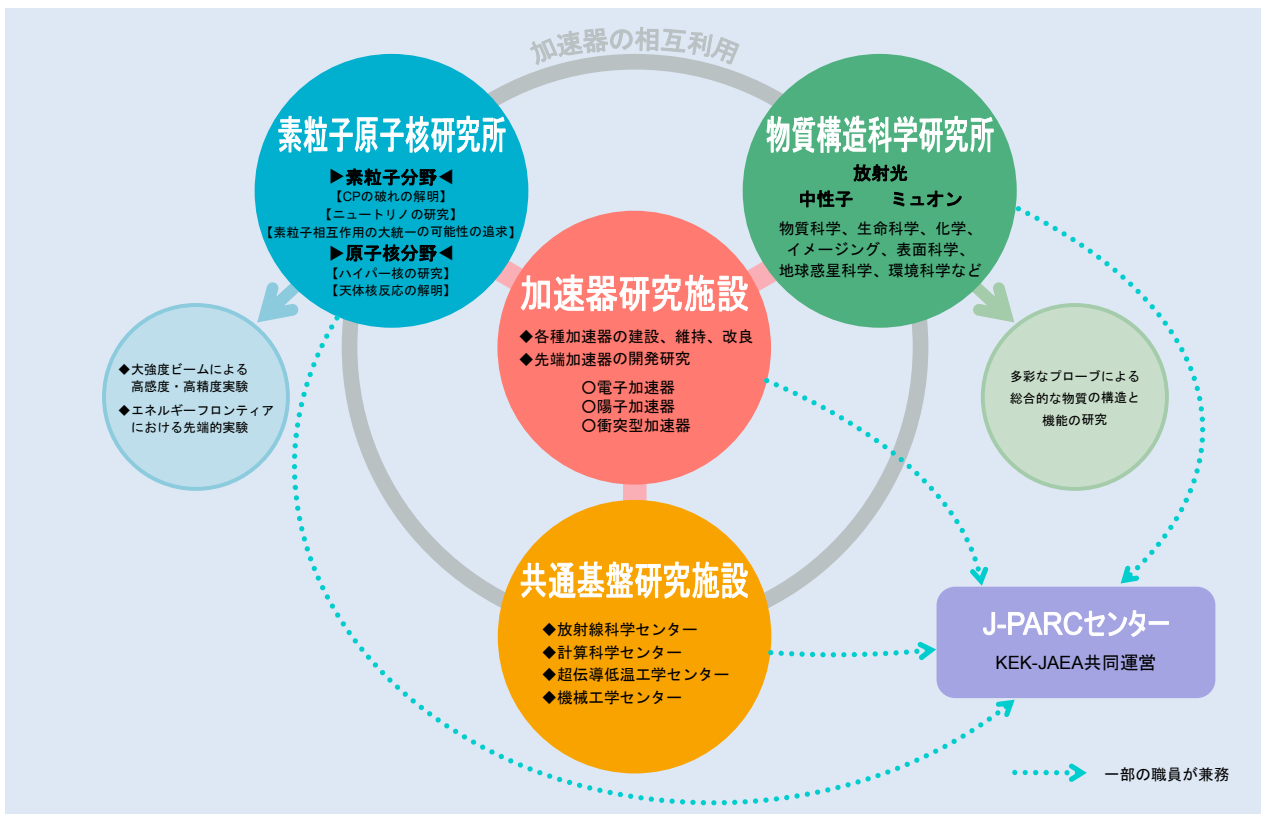 加速器の相互利用
素粒子原子核研究所
▶素粒子分野◀
【CPの破れの解明】
【ニュートリノの研究】
【素粒子相互作用の大統一の可能性の追求】
▶原子核分野◀
【ハイパー核の研究】
【天体核反応の解明】
物質構造科学研究所
放射光
中性子 ミュオン
物質科学、生命科学、化学、
イメージング、表面科学、
地球惑星科学、環境科学など
加速器研究施設
◆各種加速器の建設、維持、改良
◆先端加速器の開発研究
○電子加速器
○陽子加速器
○衝突型加速器
◆大強度ビームによる
高感度・高精度実験
◆エネルギーフロンティア
における先端的実験
多彩なプローブによる
総合的な物質の構造と
機能の研究
共通基盤研究施設
◆放射線科学センター
◆計算科学センター
◆超伝導低温工学センター
◆機械工学センター
J-PARCセンター
KEK-JAEA共同運営
一部の職員が兼務